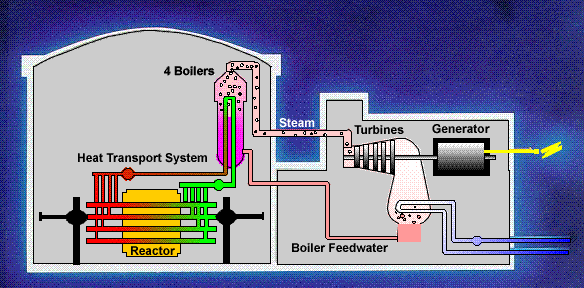 4 Boilers
Steam
Turbines
Generator
Heat Transport System
Boiler Feedwater
Reactor